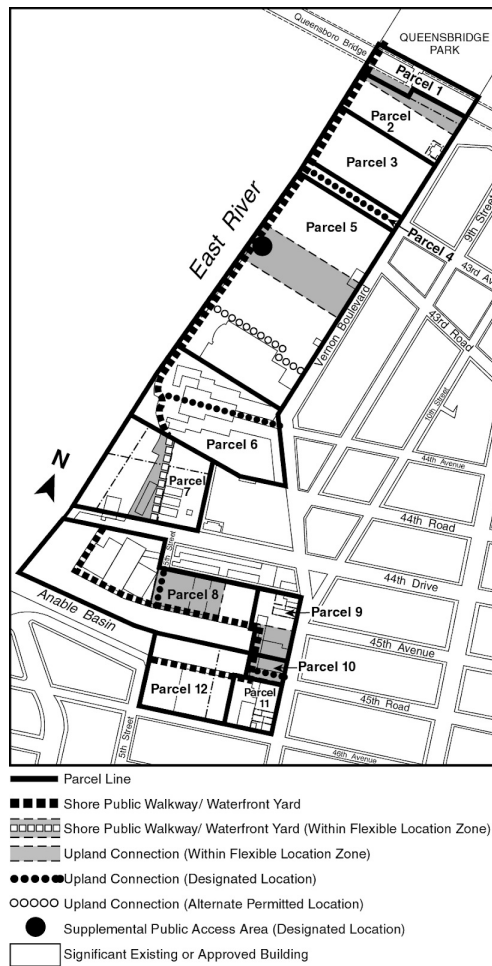 QUEENSBRIDGE
PARK
Queensboro Bridge
Parcel 1
Parcel
2
Parcel 3
Parcel 4
Parcel 5
East River
9th Street
43rd Av
43rd Road
Vernon Boulevard
10th Street
44th Avenue
Parcel 6
N
Parcel
7
44th Road
5th Street
44th Drive
Parcel 8
Parcel 9
Anable Basin
45th Avenue
Parcel 10
Parcel 12
Parcel
11
45th Road
5th Street
46th Avenue
Parcel Line
Shore Public Walkway/ Waterfront Yard
Shore Public Walkway/ Waterfront Yard (Within Flexible Location Zone)
Upland Connection (Within Flexible Location Zone)
Upland Connection (Designated Location)
Upland Connection (Alternate Permitted Location)
Supplemental Public Access Area (Designated Location)
Significant Existing or Approved Building